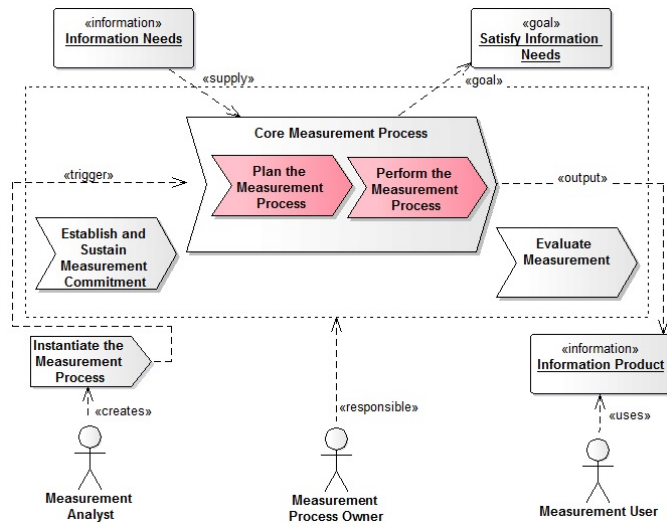 «information»
Information Needs
«goal»
Satisfy Information
Needs
«supply»
«goal»
Core Measurement Process
Plan the
Measurement
Process
Perform the
Measurement
Process
«trigger»
«output»
Establish and
Sustain
Measurement
Commitment
Evaluate
Measurement
Instantiate the
Measurement
Process
«information»
Information Product
«creates»
«responsible»
«uses»
Measurement
Analyst
Measurement
Process Owner
Measurement User